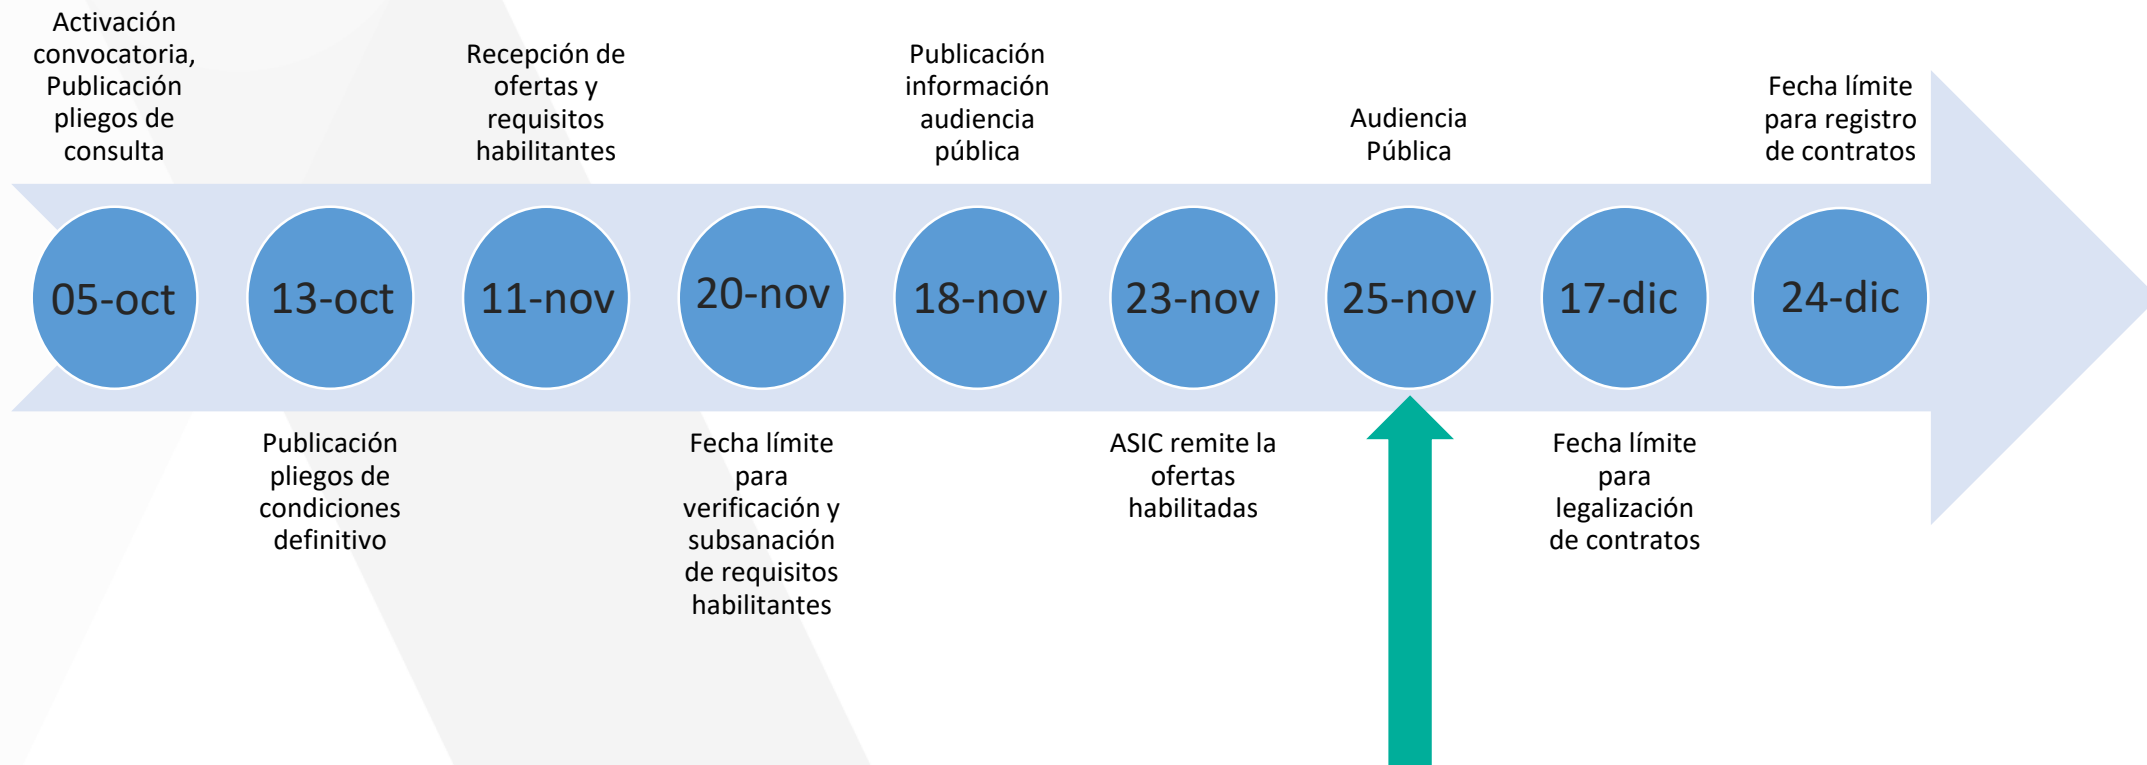 Activación
convocatoria,
Publicación
pliegos de
consulta
Recepción de
ofertas y
requisitos
habilitantes
Publicación
información
audiencia
pública
Audiencia
Pública
Fecha límite
para registro
de contratos
05-oct
13-oct
11-nov
20-nov
18-nov
23-nov
25-nov
17-dic
24-dic
Publicación
pliegos de
condiciones
definitivo
Fecha límite
para
verificación y
subsanación
de requisitos
habilitantes
ASIC remite la
ofertas
habilitadas
Fecha límite
para
legalización
de contratos